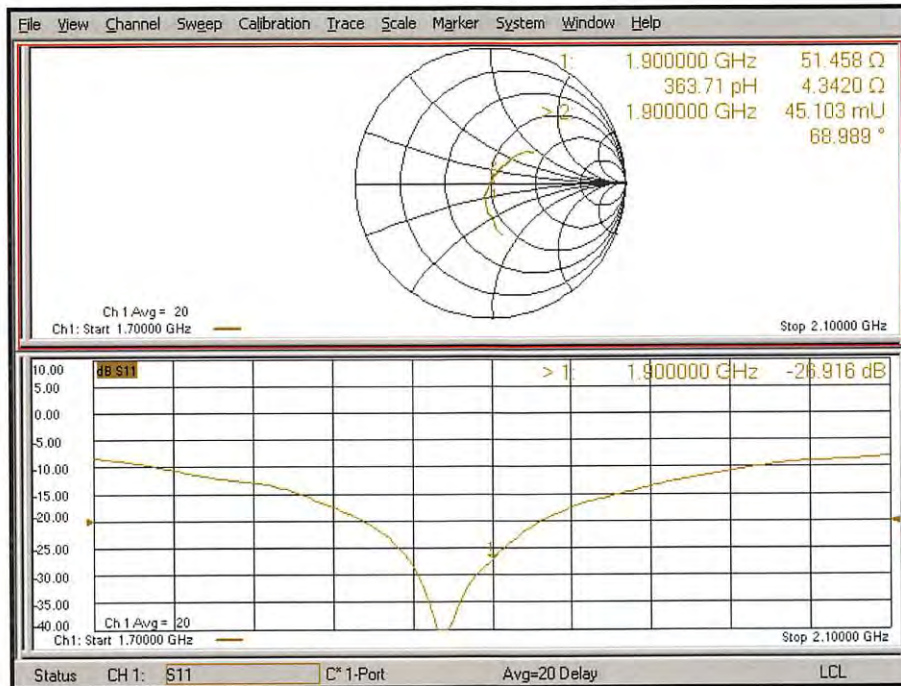 File View Channel Sweep Calibration Trace Scale Marker System Window Help
1: 1.900000 GHz 51.458 Ω
363.71 pH 4.3420 Ω
> 2: 1.900000 GHz 45.103 mU
68.989 °
Ch 1 Avg = 20
Ch1: Start 1.70000 GHz Stop 2.10000 GHz
10.00 dB S11 > 1: 1.900000 GHz -26.916 dB
5.00
0.00
-5.00
-10.00
-15.00
-20.00
-25.00 1
-30.00
-35.00
-40.00 Ch 1 Avg = 20
Ch1: Start 1.70000 GHz Stop 2.10000 GHz
Status CH 1: S11 C* 1-Port Avg=20 Delay LCL